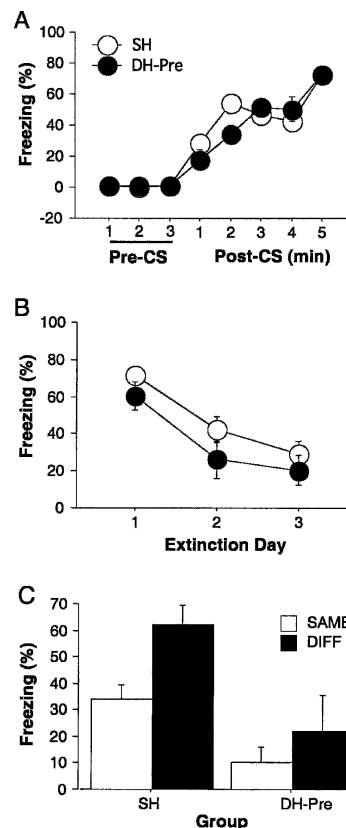 A
100
80
60
40
20
0
-20
Freezing (%)
SH
DH-Pre
1 2 3 1 2 3 4 5
Pre-CS Post-CS (min)
B
100
80
60
40
20
0
Freezing (%)
1 2 3
Extinction Day
C
70
60
50
40
30
20
10
0
Freezing (%)
SAME
DIFF
SH DH-Pre
Group